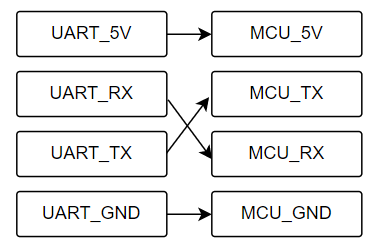 UART_5V MCU_5V
UART_RX MCU_TX
UART_TX MCU_RX
UART_GND MCU_GND